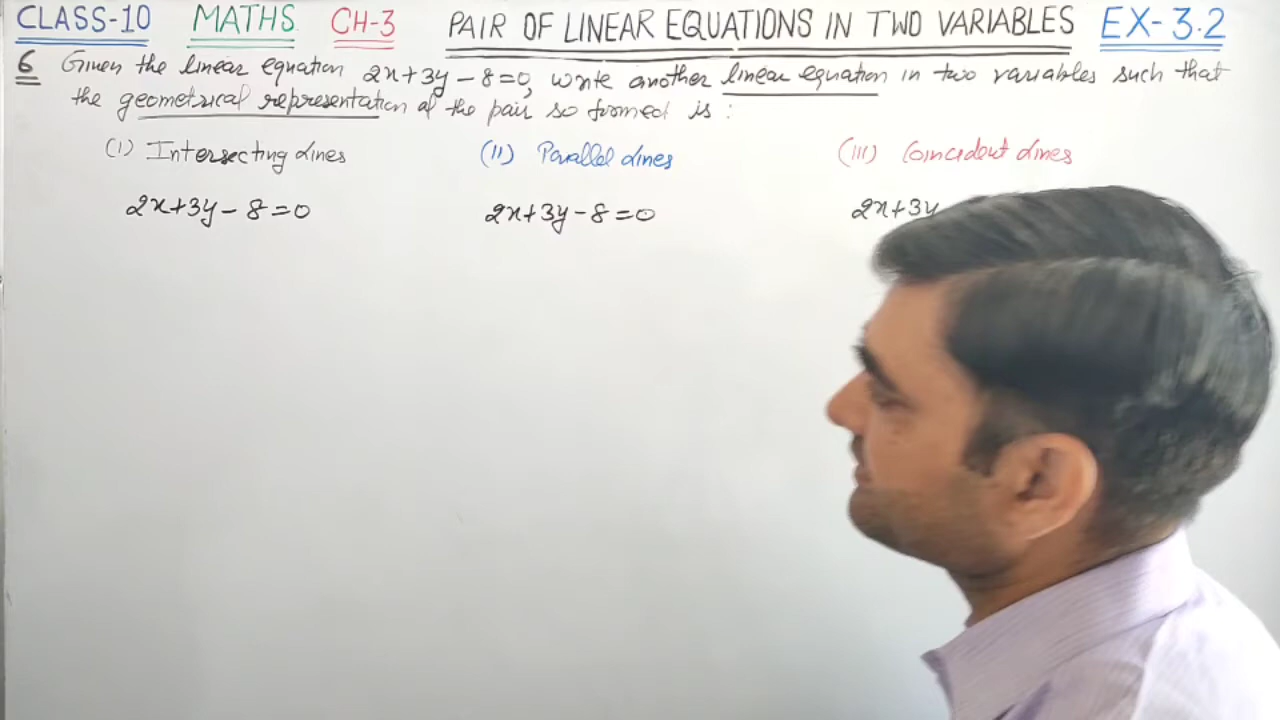 CLASS-10 MATHS CH-3 PAIR OF LINEAR EQUATIONS IN TWO VARIABLES EX-3.2
6 Given the linear equation 2x+3y-8=0, write another linear equation in two variables such that
the geometrical representation of the pair so formed is :
(I) Intersecting Lines (II) Parallel Lines (III) Coincident Lines
2x+3y-8=0 2x+3y-8=0 2x+3y